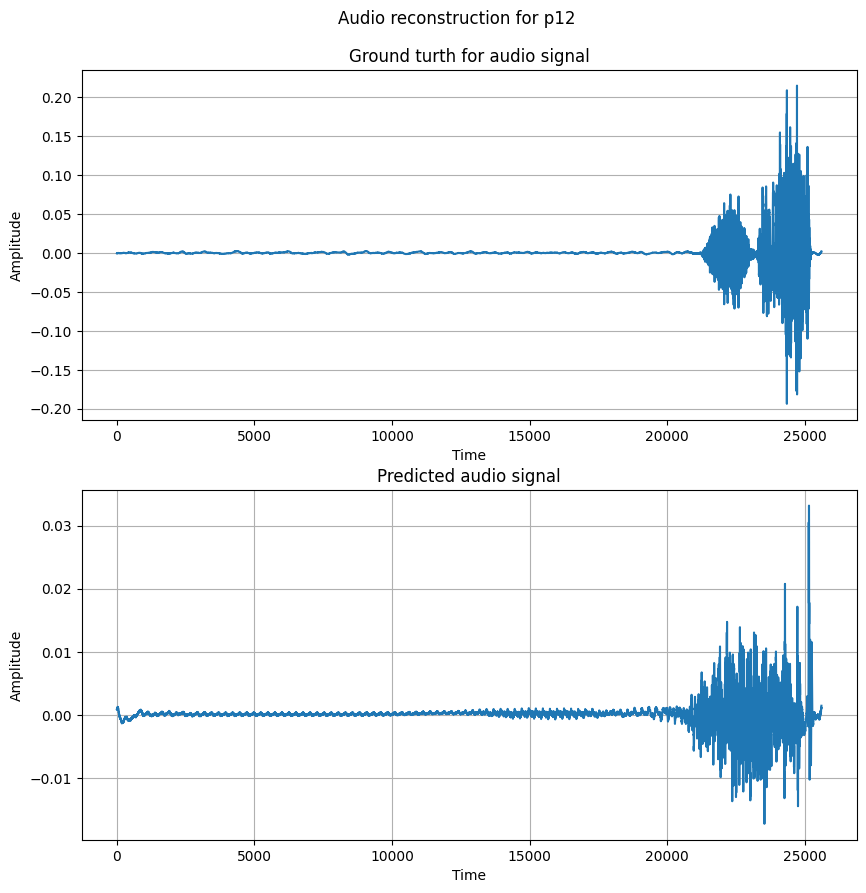 Audio reconstruction for p12
Ground turth for audio signal
0.20
0.15
0.10
0.05
0.00
−0.05
−0.10
−0.15
−0.20
Amplitude
0 5000 10000 15000 20000 25000
Time
Predicted audio signal
0.03
0.02
0.01
0.00
−0.01
Amplitude
0 5000 10000 15000 20000 25000
Time